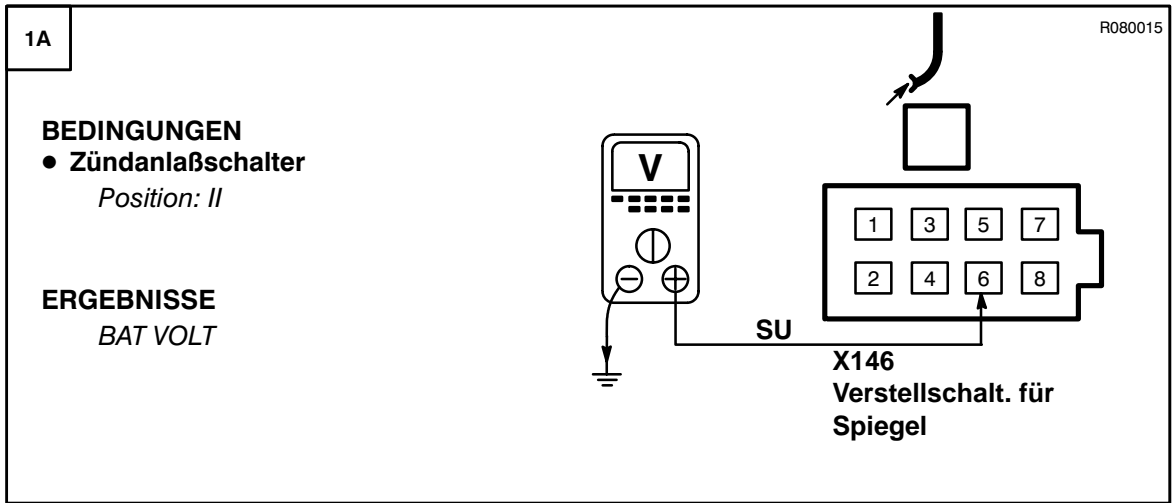 1A
R080015
BEDINGUNGEN
● Zündanlaßschalter
Position: II
ERGEBNISSE
BAT VOLT
V
1 3 5 7
2 4 6 8
SU
X146
Verstellschalt. für
Spiegel